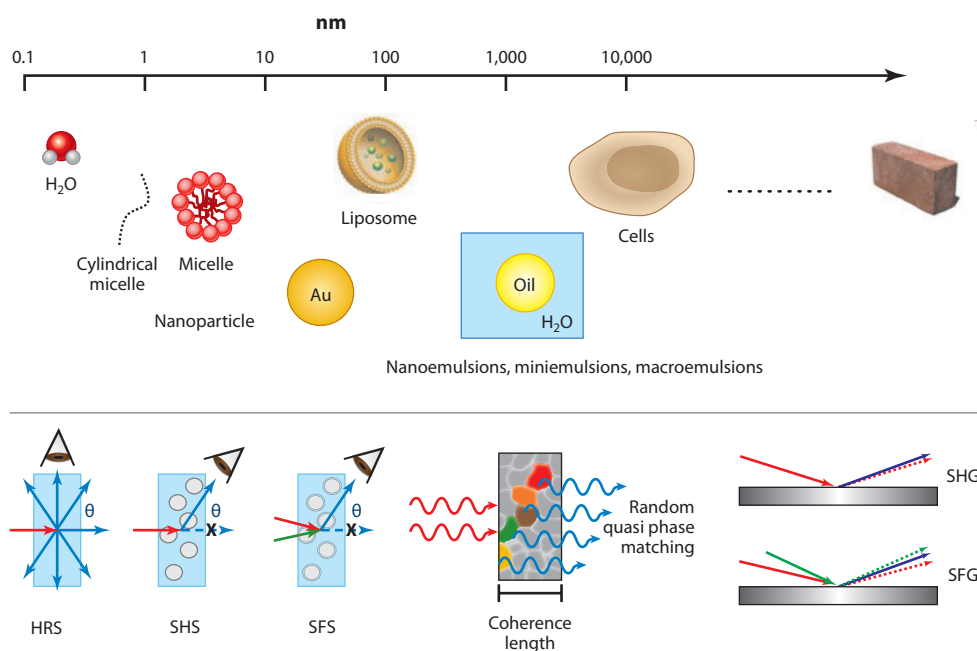 nm
0.1 1 10 100 1,000 10,000
H₂O
Liposome
Cells
Cylindrical
micelle
Micelle
Nanoparticle
Au
Oil
H₂O
Nanoemulsions, miniemulsions, macroemulsions
θ
HRS
θ
X
SHS
θ
X
SFS
Random
quasi phase
matching
Coherence
length
SHG
SFG